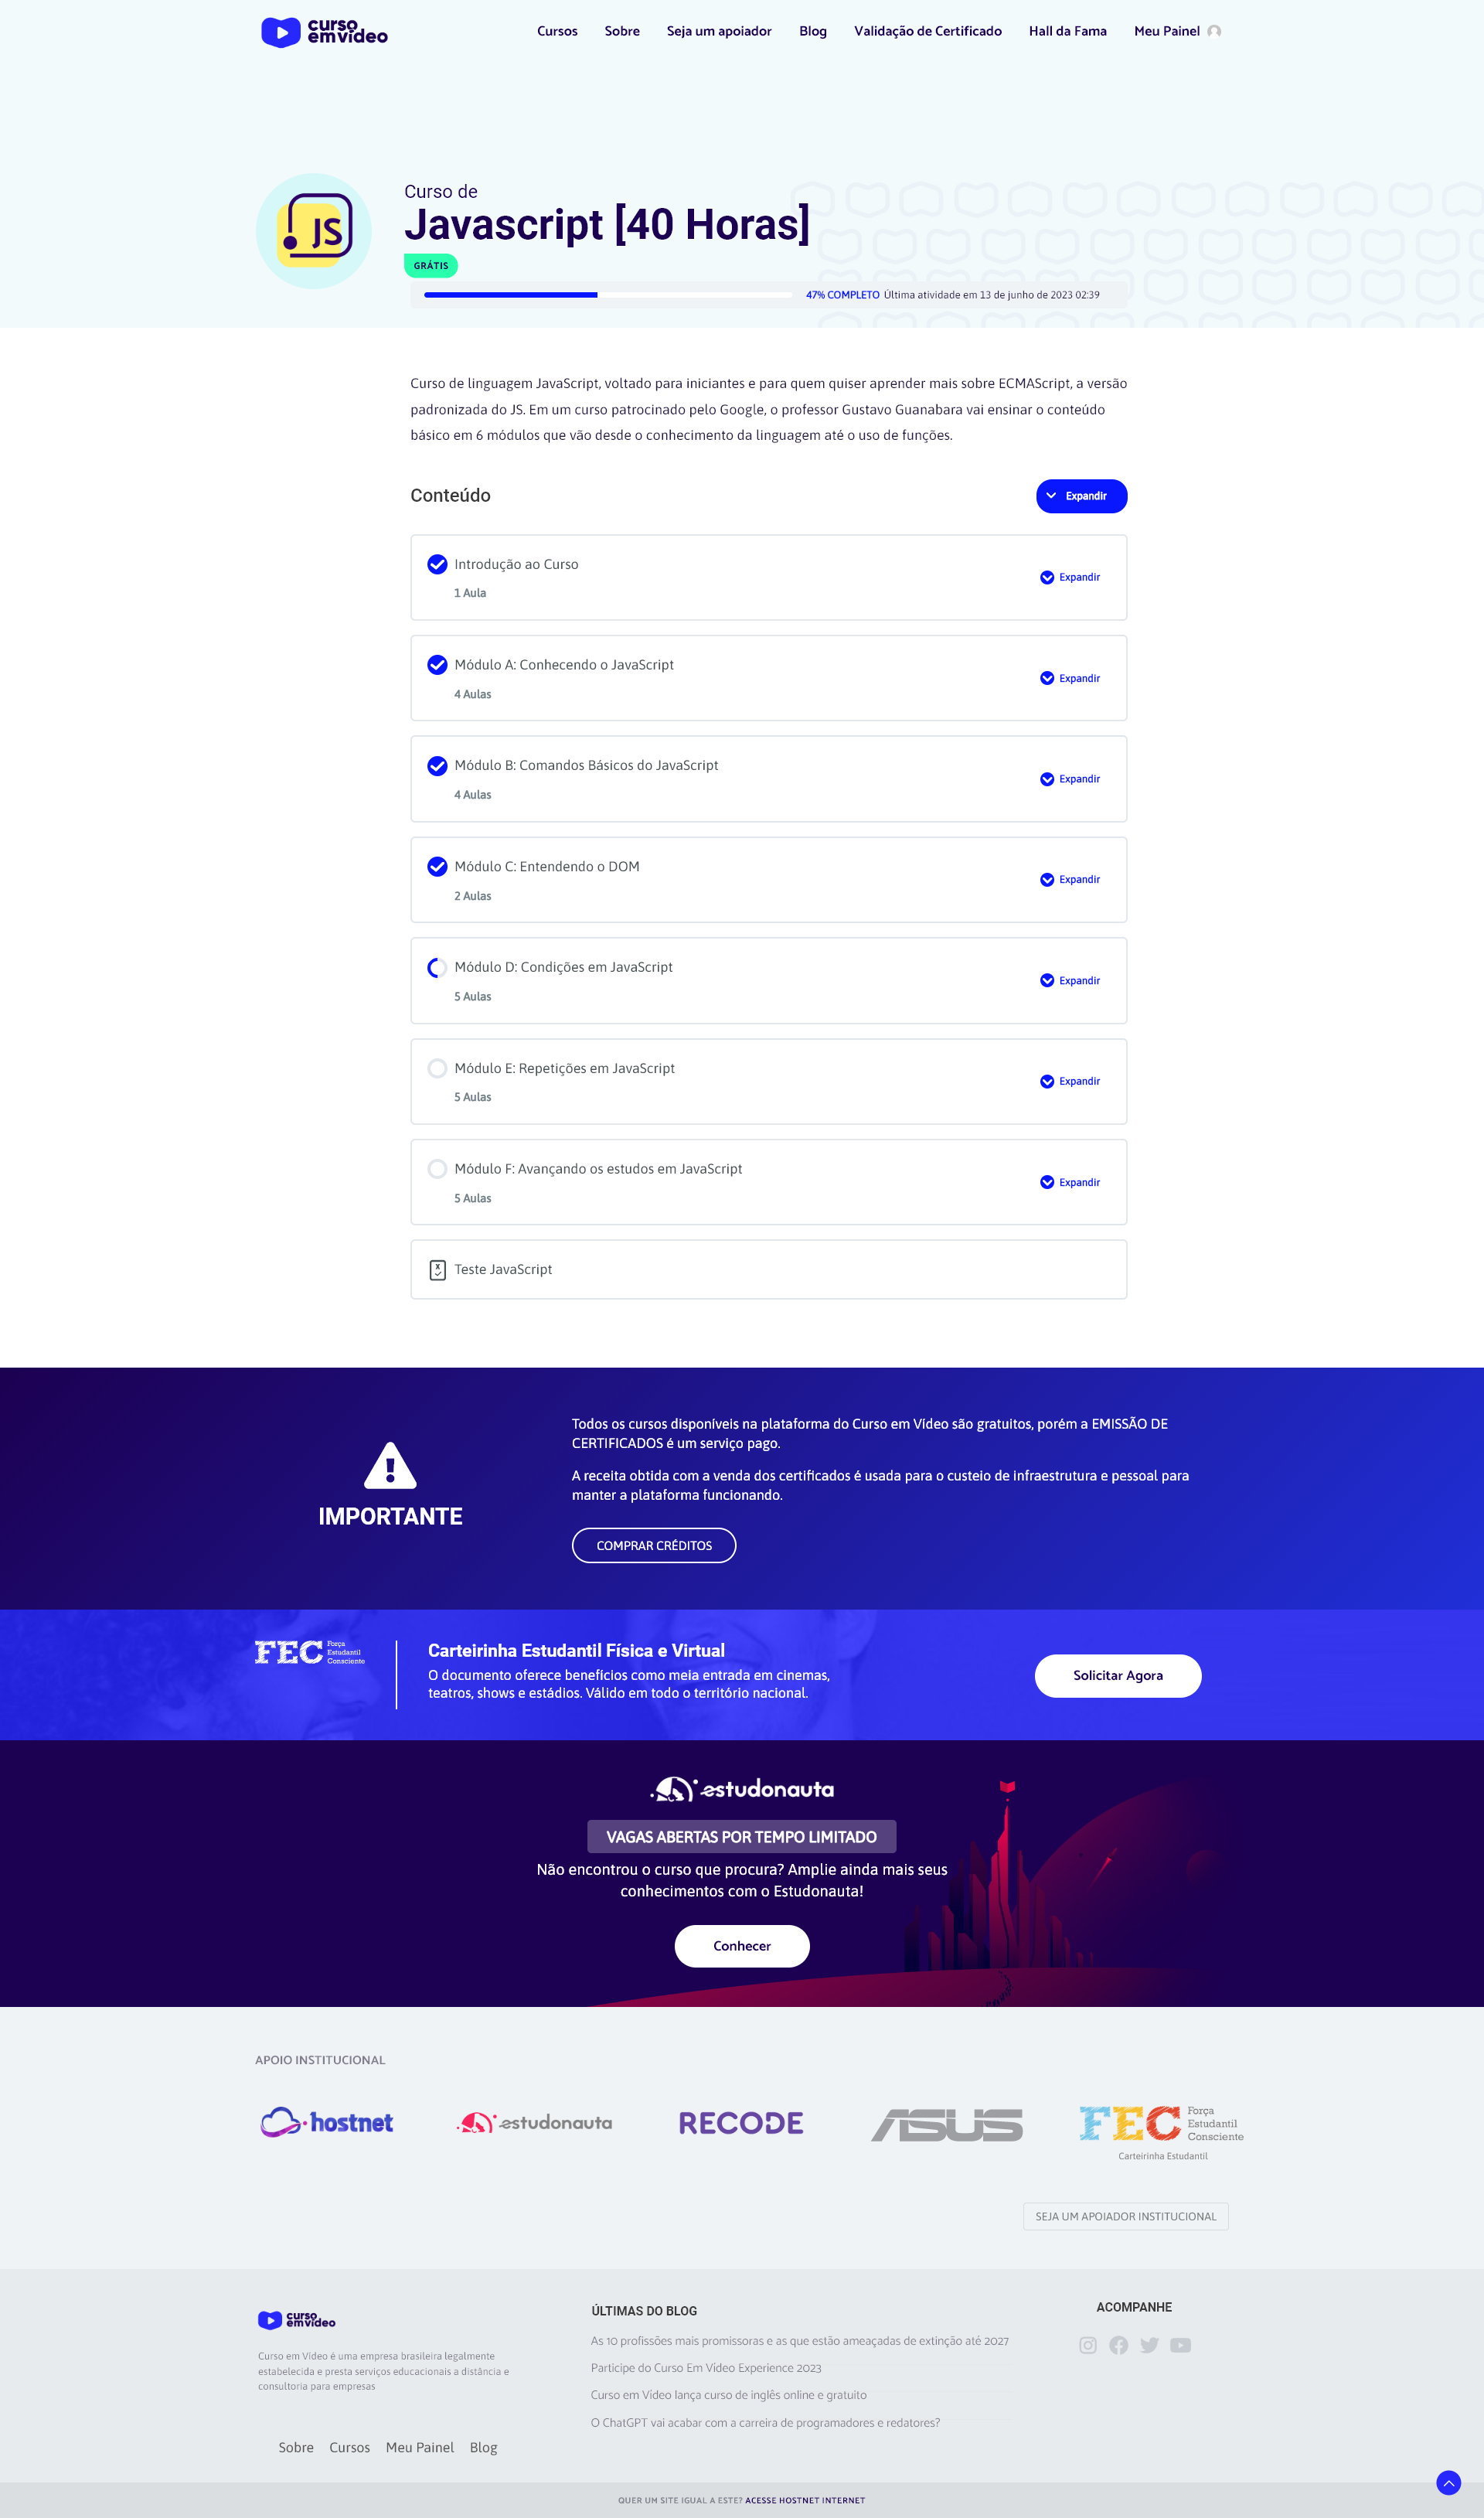 curso
emvídeo
Cursos
Sobre
Seja um apoiador
Blog
Validação de Certificado
Hall da Fama
Meu Painel
JS
Curso de
Javascript [40 Horas]
GRÁTIS
47% COMPLETO Última atividade em 13 de junho de 2023 02:39
Curso de linguagem JavaScript, voltado para iniciantes e para quem quiser aprender mais sobre ECMAScript, a versão
padronizada do JS. Em um curso patrocinado pelo Google, o professor Gustavo Guanabara vai ensinar o conteúdo
básico em 6 módulos que vão desde o conhecimento da linguagem até o uso de funções.
Conteúdo
Expandir
Introdução ao Curso
1 Aula
Expandir
Módulo A: Conhecendo o JavaScript
4 Aulas
Expandir
Módulo B: Comandos Básicos do JavaScript
4 Aulas
Expandir
Módulo C: Entendendo o DOM
2 Aulas
Expandir
Módulo D: Condições em JavaScript
5 Aulas
Expandir
Módulo E: Repetições em JavaScript
5 Aulas
Expandir
Módulo F: Avançando os estudos em JavaScript
5 Aulas
Expandir
Teste JavaScript
IMPORTANTE
Todos os cursos disponíveis na plataforma do Curso em Vídeo são gratuitos, porém a EMISSÃO DE
CERTIFICADOS é um serviço pago.
A receita obtida com a venda dos certificados é usada para o custeio de infraestrutura e pessoal para
manter a plataforma funcionando.
COMPRAR CRÉDITOS
FEC Força
Estudantil
Consciente
Carteirinha Estudantil Física e Virtual
O documento oferece benefícios como meia entrada em cinemas,
teatros, shows e estádios. Válido em todo o território nacional.
Solicitar Agora
estudonauta
VAGAS ABERTAS POR TEMPO LIMITADO
Não encontrou o curso que procura? Amplie ainda mais seus
conhecimentos com o Estudonauta!
Conhecer
APOIO INSTITUCIONAL
hostnet
estudonauta
RECODE
ASUS
FEC Força
Estudantil
Consciente
Carteirinha Estudantil
SEJA UM APOIADOR INSTITUCIONAL
curso
emvídeo
Curso em Vídeo é uma empresa brasileira legalmente
estabelecida e presta serviços educacionais a distância e
consultoria para empresas
Sobre
Cursos
Meu Painel
Blog
ÚLTIMAS DO BLOG
As 10 profissões mais promissoras e as que estão ameaçadas de extinção até 2027
Participe do Curso Em Vídeo Experience 2023
Curso em Vídeo lança curso de inglês online e gratuito
O ChatGPT vai acabar com a carreira de programadores e redatores?
ACOMPANHE
QUER UM SITE IGUAL A ESTE? ACESSE HOSTNET INTERNET